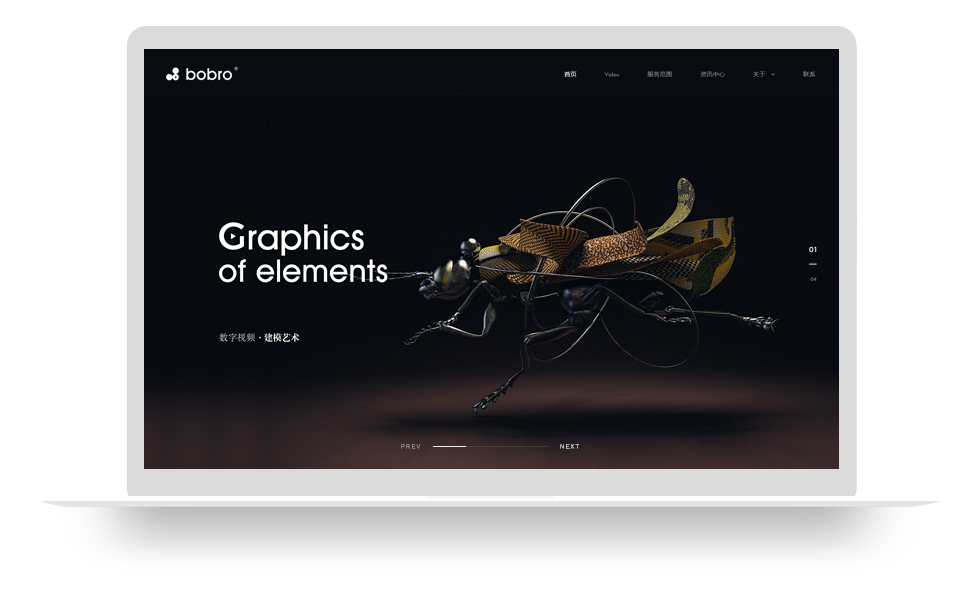 bobro®
首页 Video 服务范围 资讯中心 关于 联系
Graphics
of elements
数字视频 · 建模艺术
01
04
PREV NEXT